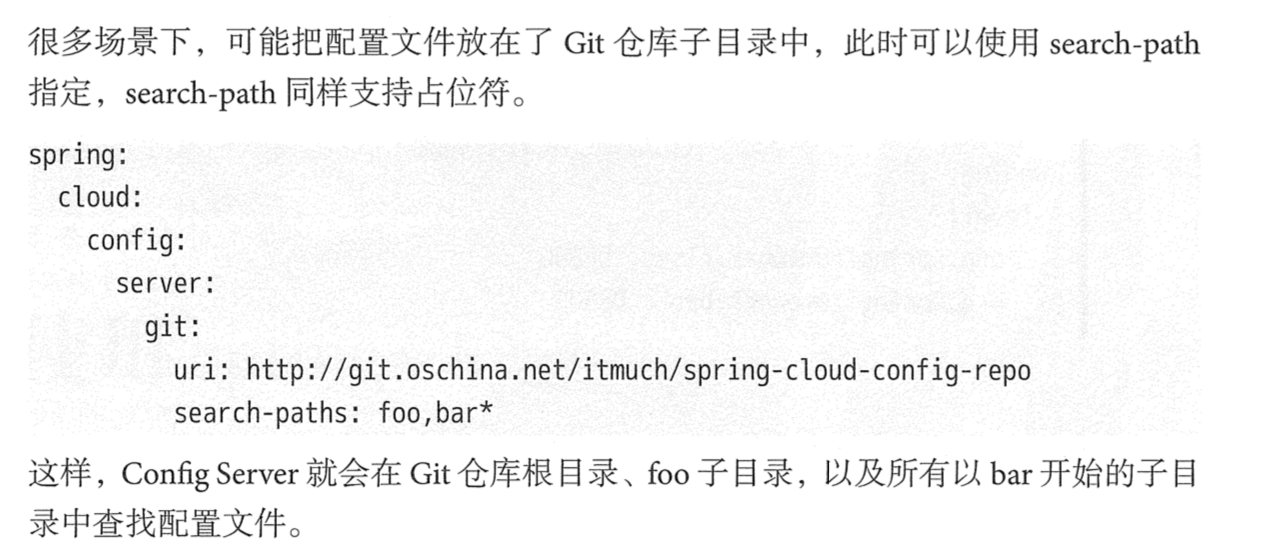 很多场景下，可能把配置文件放在了 Git 仓库子目录中，此时可以使用 search-path
指定，search-path 同样支持占位符。
spring:
  cloud:
    config:
      server:
        git:
          uri: http://git.oschina.net/itmuch/spring-cloud-config-repo
          search-paths: foo,bar*
这样，Config Server 就会在 Git 仓库根目录、foo 子目录，以及所有以 bar 开始的子目
录中查找配置文件。